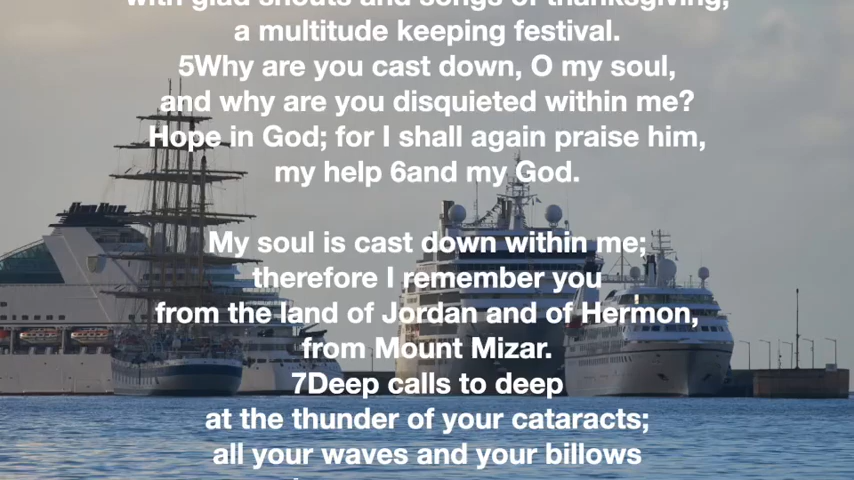 with glad shouts and songs of thanksgiving,
a multitude keeping festival.
5Why are you cast down, O my soul,
and why are you disquieted within me?
Hope in God; for I shall again praise him,
my help 6and my God.
My soul is cast down within me;
therefore I remember you
from the land of Jordan and of Hermon,
from Mount Mizar.
7Deep calls to deep
at the thunder of your cataracts;
all your waves and your billows